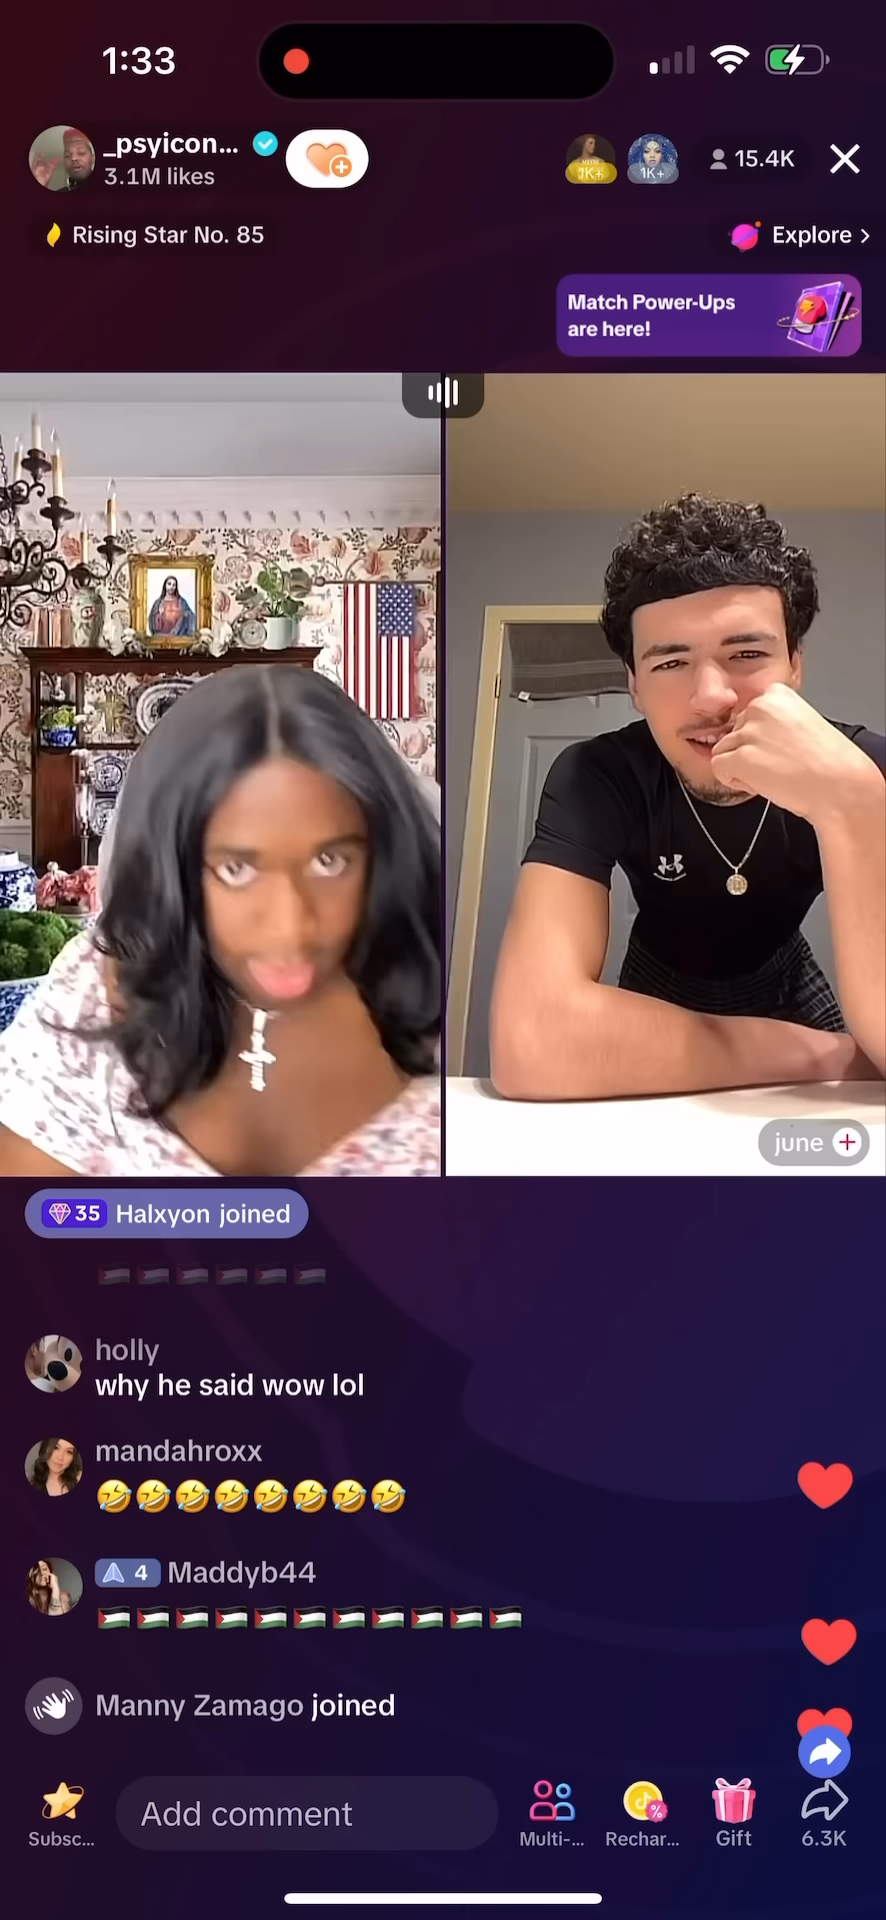 1:33
_psyicon...
3.1M likes
1K+
1K+
15.4K
Rising Star No. 85
Explore >
Match Power-Ups
are here!
june +
35 Halxyon joined
holly
why he said wow lol
mandahroxx
🤣🤣🤣🤣🤣🤣🤣🤣
4 Maddyb44
🇵🇸🇵🇸🇵🇸🇵🇸🇵🇸🇵🇸🇵🇸🇵🇸🇵🇸🇵🇸🇵🇸
Manny Zamago joined
Add comment
Subsc...
Multi-...
Rechar...
Gift
6.3K